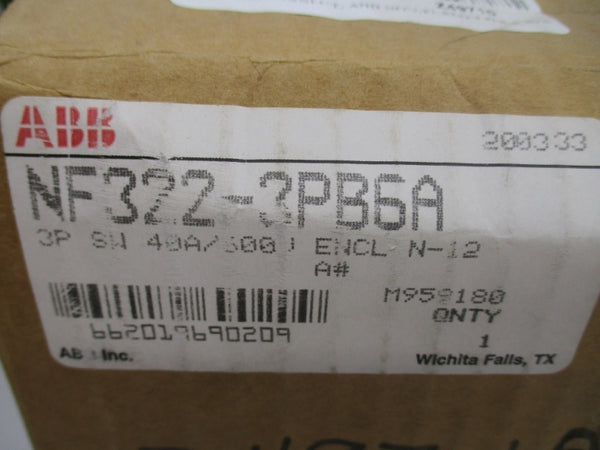 ABB
200333
NF322-3PB6A
3P SW 40A/600V ENCL N-12
A#
M959180
QNTY
1
662019690209
ABB Inc.
Wichita Falls, TX